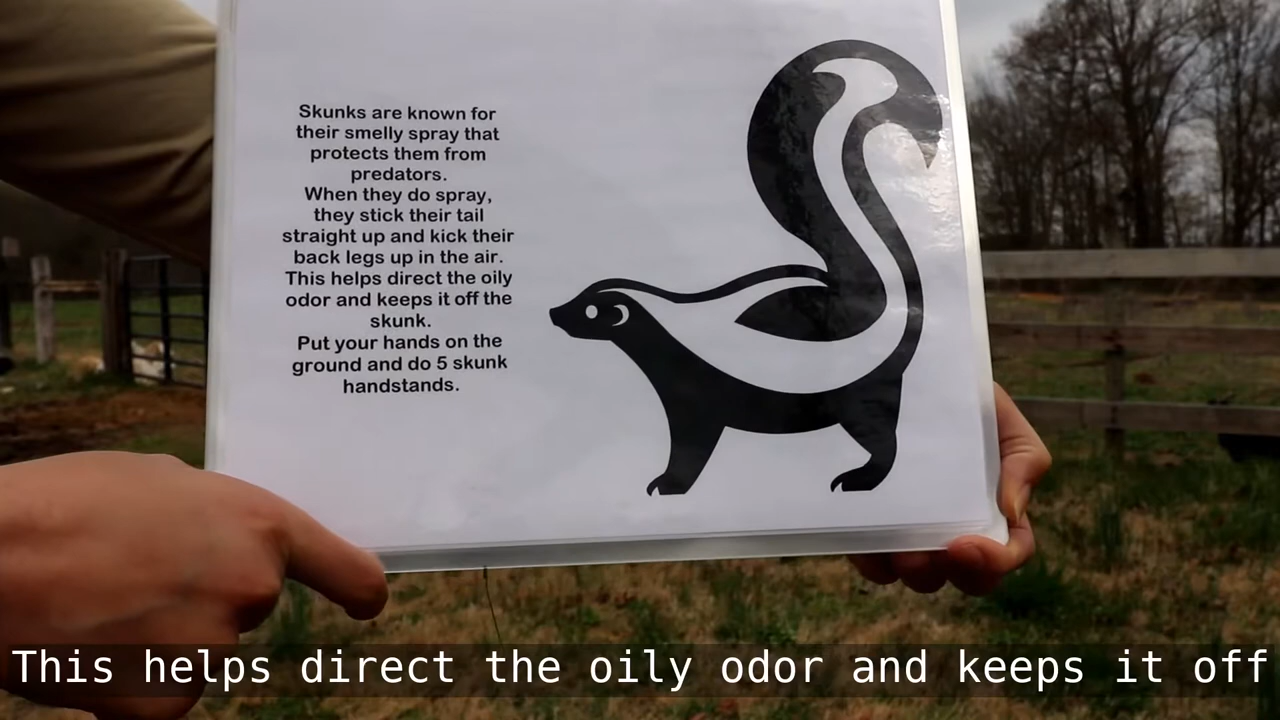 Skunks are known for
their smelly spray that
protects them from
predators.
When they do spray,
they stick their tail
straight up and kick their
back legs up in the air.
This helps direct the oily
odor and keeps it off the
skunk.
Put your hands on the
ground and do 5 skunk
handstands.
This helps direct the oily odor and keeps it off